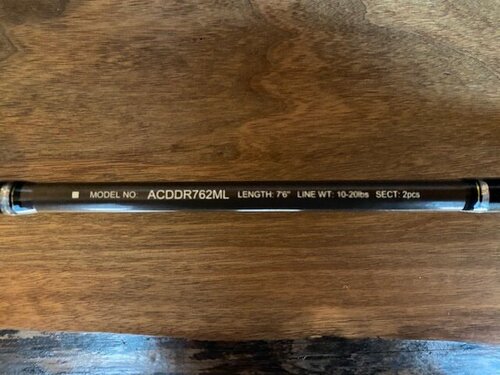 MODEL NO: ACDDR762ML LENGTH: 7'6" LINE WT: 10-20lbs SECT: 2pcs